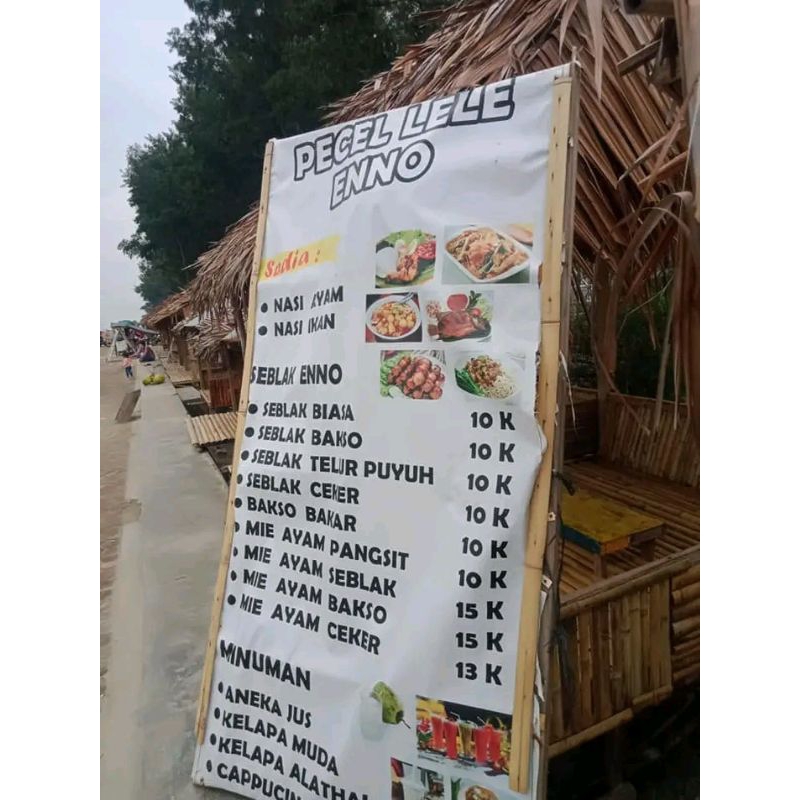 PECEL LELE
ENNO
Sedia :
• NASI AYAM
• NASI IKAN
SEBLAK ENNO
• SEBLAK BIASA 10 K
• SEBLAK BAKSO 10 K
• SEBLAK TELUR PUYUH 10 K
• SEBLAK CEKER 10 K
• BAKSO BAKAR 10 K
• MIE AYAM PANGSIT 10 K
• MIE AYAM SEBLAK 15 K
• MIE AYAM BAKSO 15 K
• MIE AYAM CEKER 13 K
MINUMAN
• ANEKA JUS
• KELAPA MUDA
• KELAPA